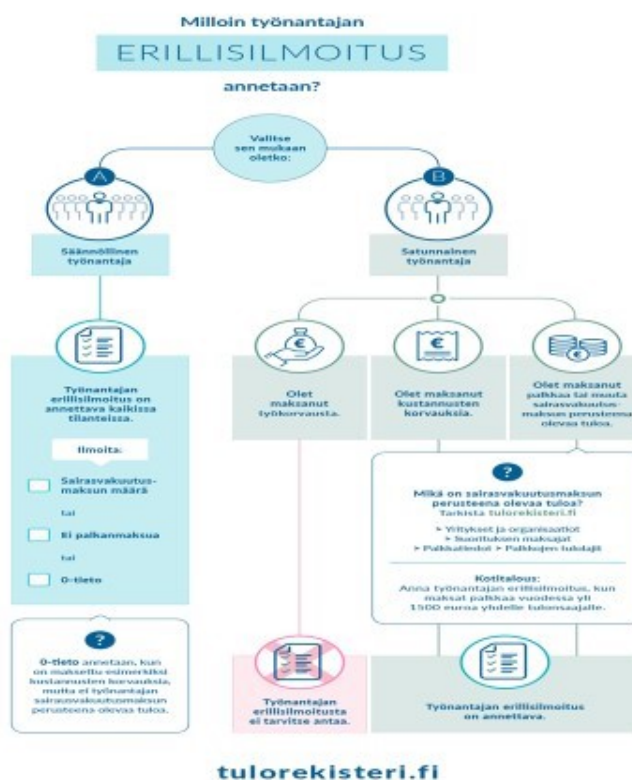 Milloin työnantajan
ERILLISILMOITUS
annetaan?
Valitse
sen mukaan
oletko:
A
Säännöllinen
työnantaja
Työnantajan
erillisilmoitus on
annettava kaikissa
tilanteissa.
Ilmoita:
Sairasvakuutus-
maksun määrä
tai
Ei palkanmaksua
tai
0-tieto
?
0-tieto annetaan, kun
on maksettu esimerkiksi
kustannusten korvauksia,
mutta ei työnantajan
sairausvakuutusmaksun
perusteena olevaa tuloa.
B
Satunnainen
työnantaja
Olet maksanut
työkorvausta.
Työnantajan
erillisilmoitusta
ei tarvitse antaa.
Olet maksanut
kustannusten
korvauksia.
Olet maksanut
palkkaa tai muuta
sairasvakuutus-
maksun perusteena
olevaa tuloa.
?
Mikä on sairasvakuutusmaksun
perusteena olevaa tuloa?
Tarkista tulorekisteri.fi
➤ Yritykset ja organisaatiot
➤ Suorituksen maksajat
➤ Palkkatiedot ➤ Palkkojen tulolajit
Kotitalous:
Anna työnantajan erillisilmoitus, kun
maksat palkkaa vuodessa yli
1500 euroa yhdelle tulonsaajalle.
Työnantajan erillisilmoitus
on annettava.
tulorekisteri.fi